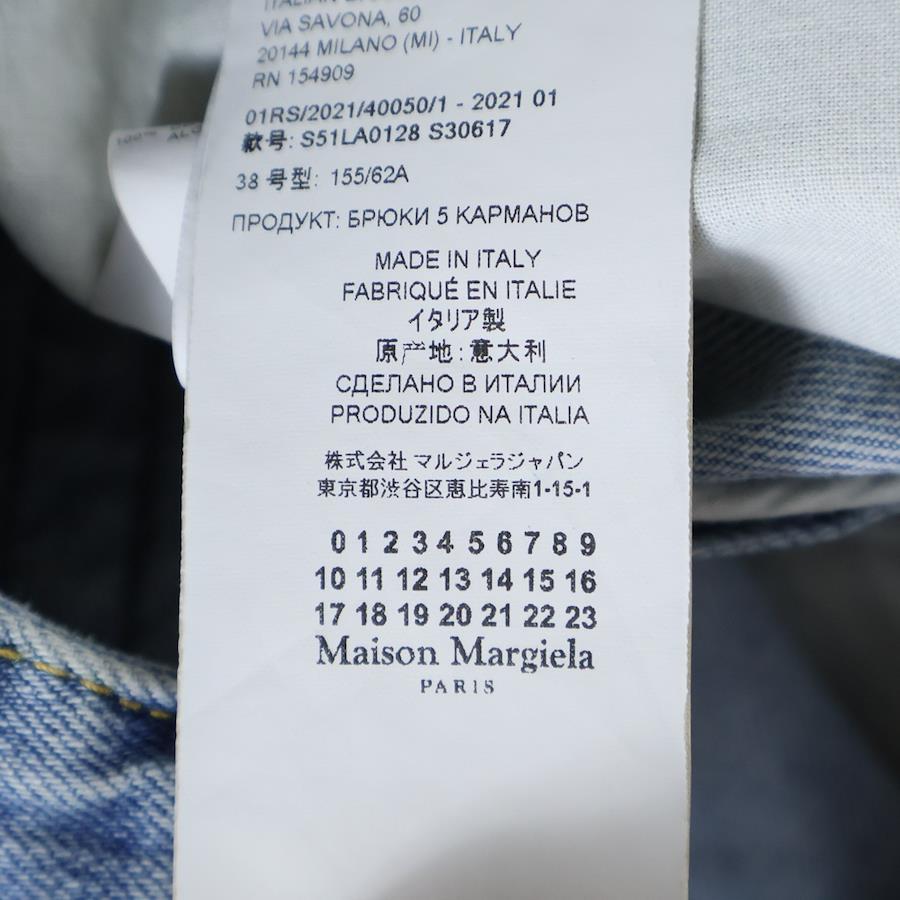 ITALIAN
VIA SAVONA, 60
20144 MILANO (MI) - ITALY
RN 154909
01RS/2021/40050/1 - 2021 01
款号: S51LA0128 S30617
38 号型: 155/62A
ПРОДУКТ: БРЮКИ 5 КАРМАНОВ
MADE IN ITALY
FABRIQUÉ EN ITALIE
イタリア製
原产地: 意大利
СДЕЛАНО В ИТАЛИИ
PRODUZIDO NA ITALIA
株式会社 マルジェラジャパン
東京都渋谷区恵比寿南1-15-1
0 1 2 3 4 5 6 7 8 9
10 11 12 13 14 15 16
17 18 19 20 21 22 23
Maison Margiela
PARIS
100%